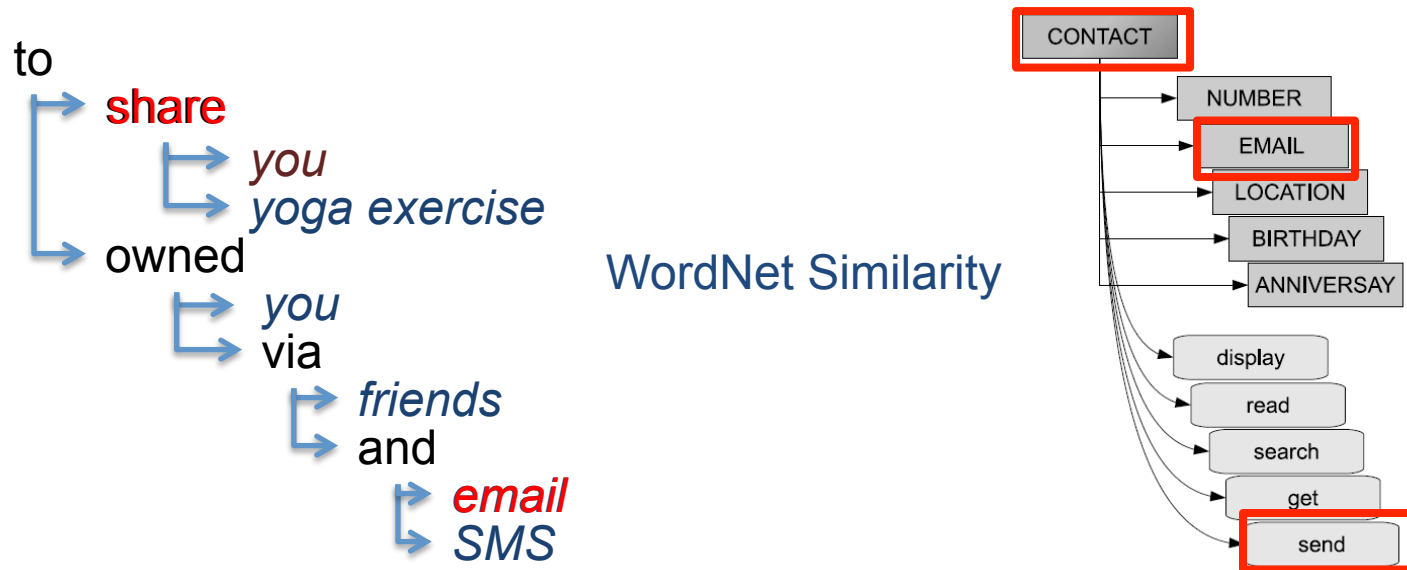 to
share
you
yoga exercise
owned
you
via
friends
and
email
SMS
WordNet Similarity
CONTACT
NUMBER
EMAIL
LOCATION
BIRTHDAY
ANNIVERSAY
display
read
search
get
send